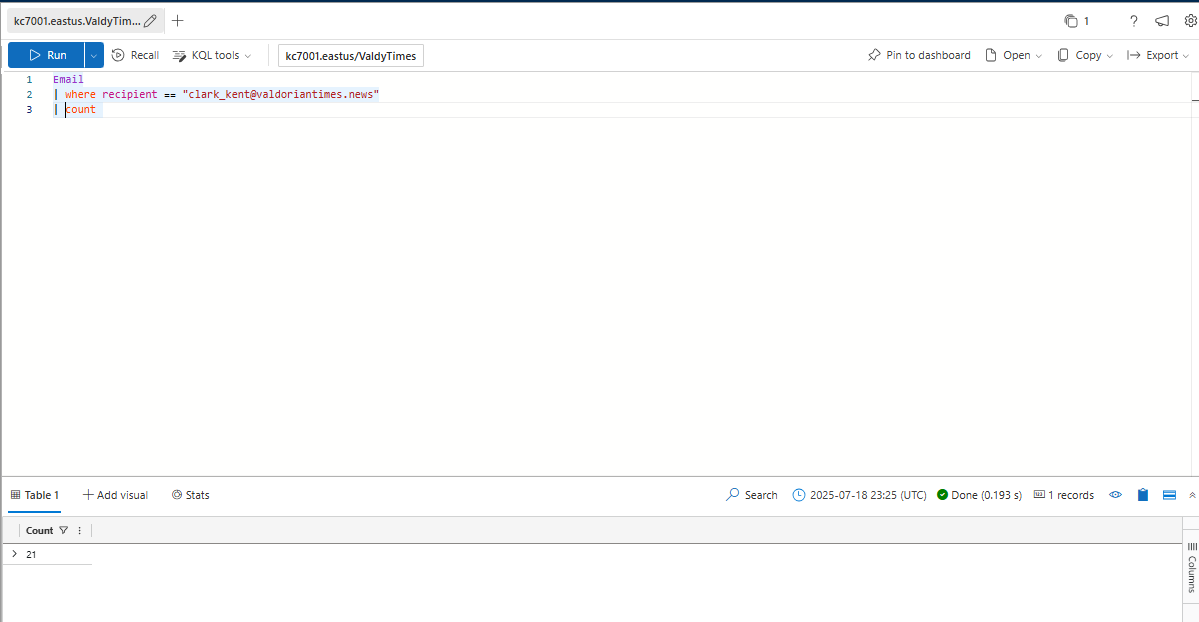 kc7001.eastus.ValdyTim...
1
Run
Recall
KQL tools
kc7001.eastus/ValdyTimes
Pin to dashboard
Open
Copy
Export
1 Email
2 | where recipient == "clark_kent@valdoriantimes.news"
3 | count
Table 1
Add visual
Stats
Search
2025-07-18 23:25 (UTC)
Done (0.193 s)
1 records
Count
21
Columns